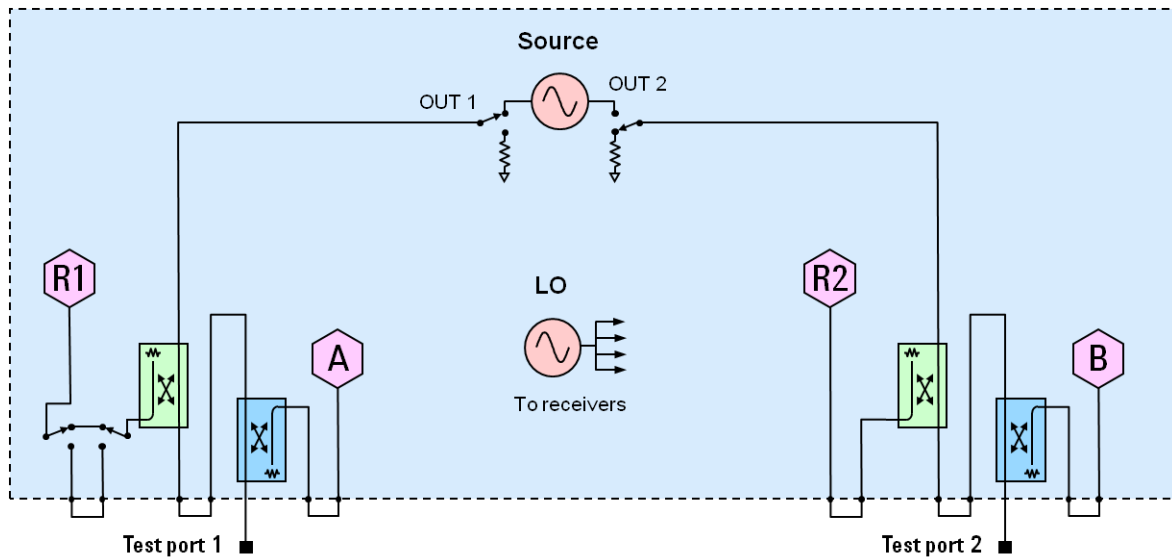 Source
OUT 1
OUT 2
R1
R2
LO
A
B
To receivers
Test port 1
Test port 2